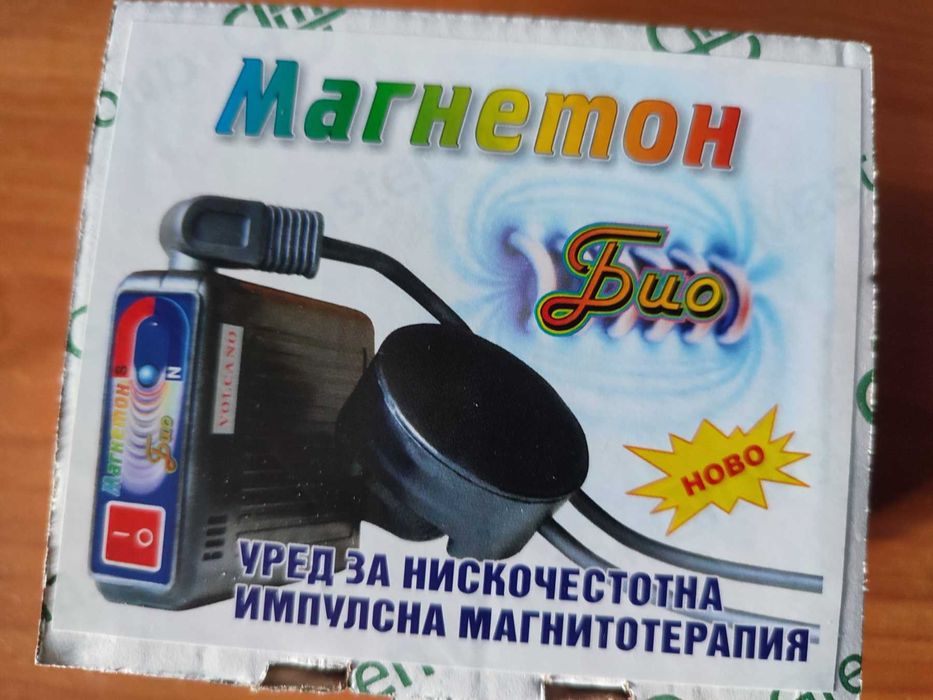 Магнетон
Био
VOLCANO
S
N
Магнетон
Био
НОВО
УРЕД ЗА НИСКОЧЕСТОТНА
ИМПУЛСНА МАГНИТОТЕРАПИЯ